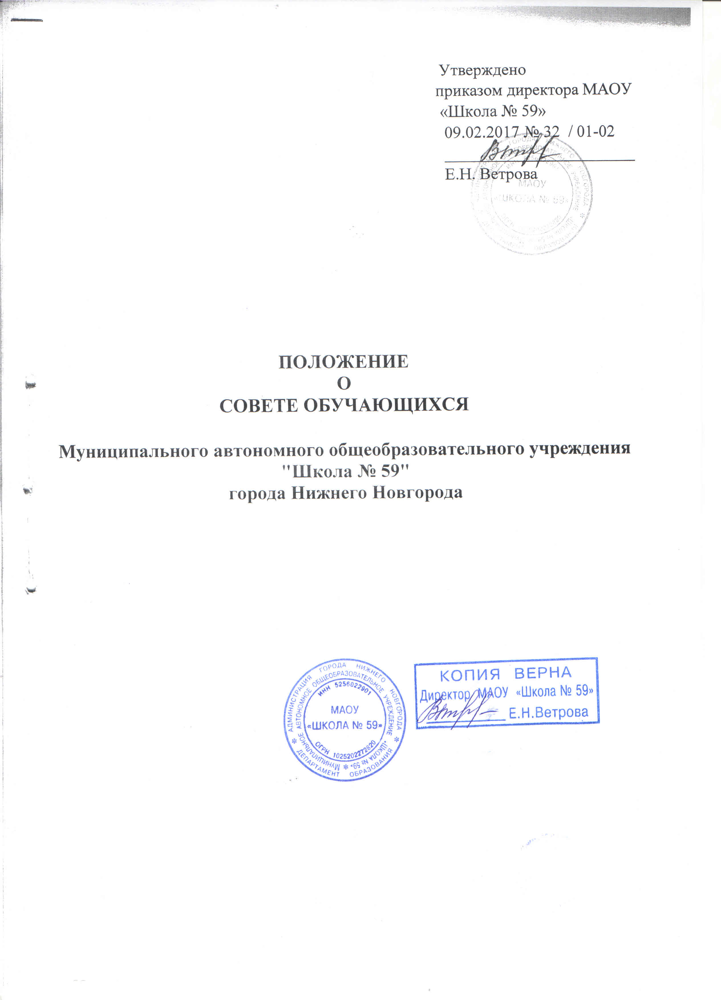 Утверждено
приказом директора МАОУ
«Школа № 59»
09.02.2017 № 32 / 01-02
Е.Н. Ветрова
МАОУ
«ШКОЛА № 59»
ПОЛОЖЕНИЕ
О
СОВЕТЕ ОБУЧАЮЩИХСЯ
Муниципального автономного общеобразовательного учреждения
"Школа № 59"
города Нижнего Новгорода
АДМИНИСТРАЦИЯ ГОРОДА НИЖНЕГО НОВГОРОДА
ДЕПАРТАМЕНТ ОБРАЗОВАНИЯ
МУНИЦИПАЛЬНОЕ АВТОНОМНОЕ ОБЩЕОБРАЗОВАТЕЛЬНОЕ УЧРЕЖДЕНИЕ «ШКОЛА № 59»
ИНН 5256022901
МАОУ
«ШКОЛА № 59»
ОГРН 1025202272820
КОПИЯ ВЕРНА
Директор МАОУ «Школа № 59»
Е.Н.Ветрова